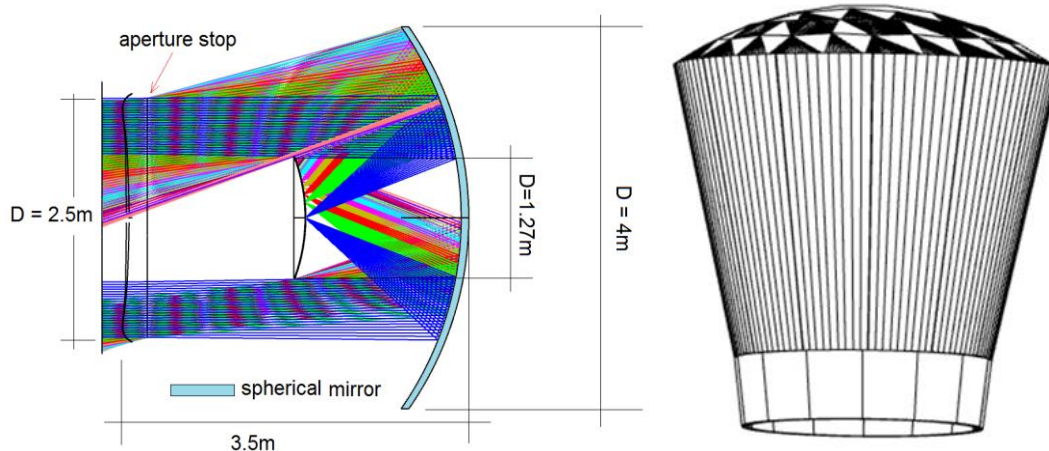 aperture stop
D = 2.5m
D=1.27m
D = 4m
spherical mirror
3.5m